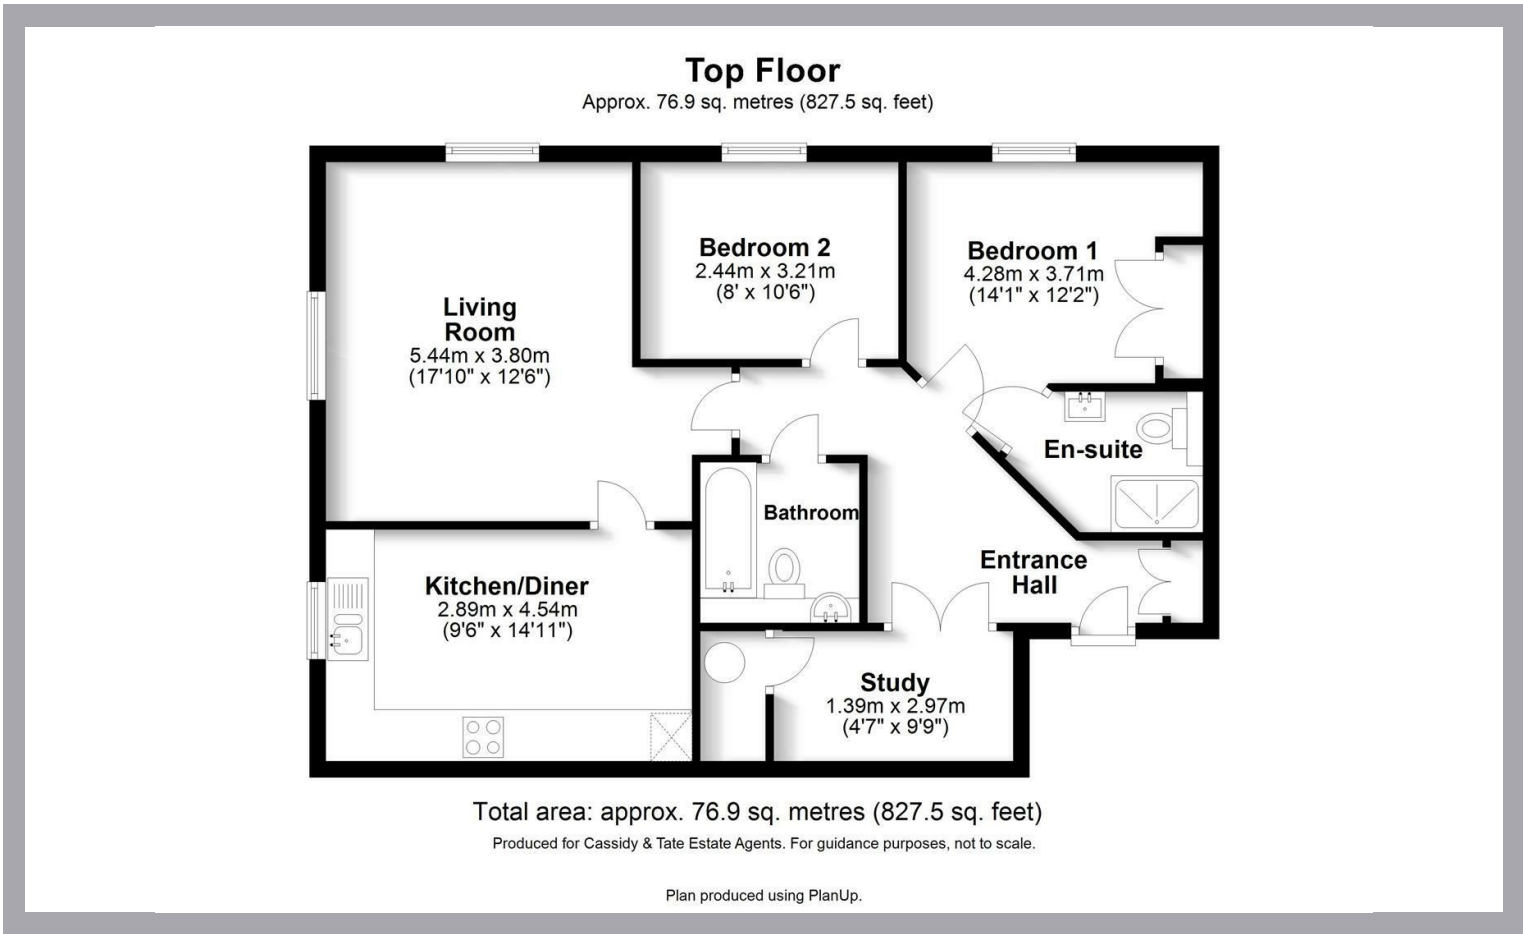 Top Floor
Approx. 76.9 sq. metres (827.5 sq. feet)
Living
Room
5.44m x 3.80m
(17'10" x 12'6")
Bedroom 2
2.44m x 3.21m
(8' x 10'6")
Bedroom 1
4.28m x 3.71m
(14'1" x 12'2")
En-suite
Bathroom
Entrance
Hall
Kitchen/Diner
2.89m x 4.54m
(9'6" x 14'11")
Study
1.39m x 2.97m
(4'7" x 9'9")
Total area: approx. 76.9 sq. metres (827.5 sq. feet)
Produced for Cassidy & Tate Estate Agents. For guidance purposes, not to scale.
Plan produced using PlanUp.